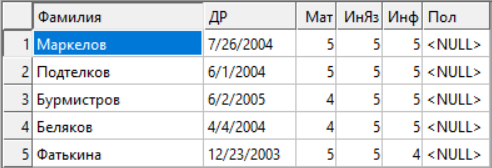 Фамилия ДР Мат ИнЯз Инф Пол
1 Маркелов 7/26/2004 5 5 5 <NULL>
2 Подтелков 6/1/2004 5 5 5 <NULL>
3 Бурмистров 6/2/2005 4 5 5 <NULL>
4 Беляков 4/4/2004 4 5 5 <NULL>
5 Фатькина 12/23/2003 5 5 4 <NULL>